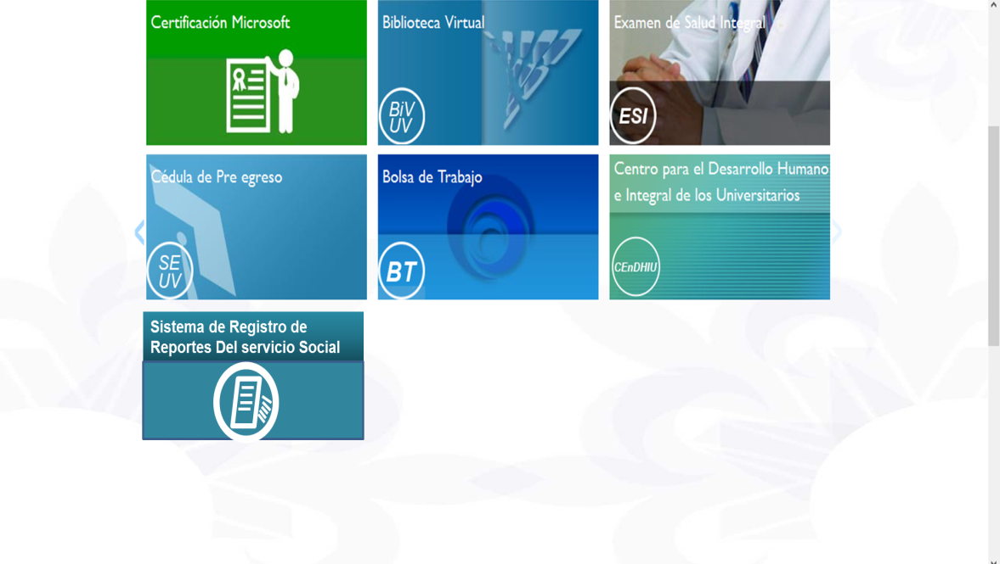 Certificación Microsoft
Biblioteca Virtual
BiV
UV
Examen de Salud Integral
ESI
Cédula de Pre egreso
SE
UV
Bolsa de Trabajo
BT
Centro para el Desarrollo Humano
e Integral de los Universitarios
CEnDHIU
Sistema de Registro de
Reportes Del servicio Social